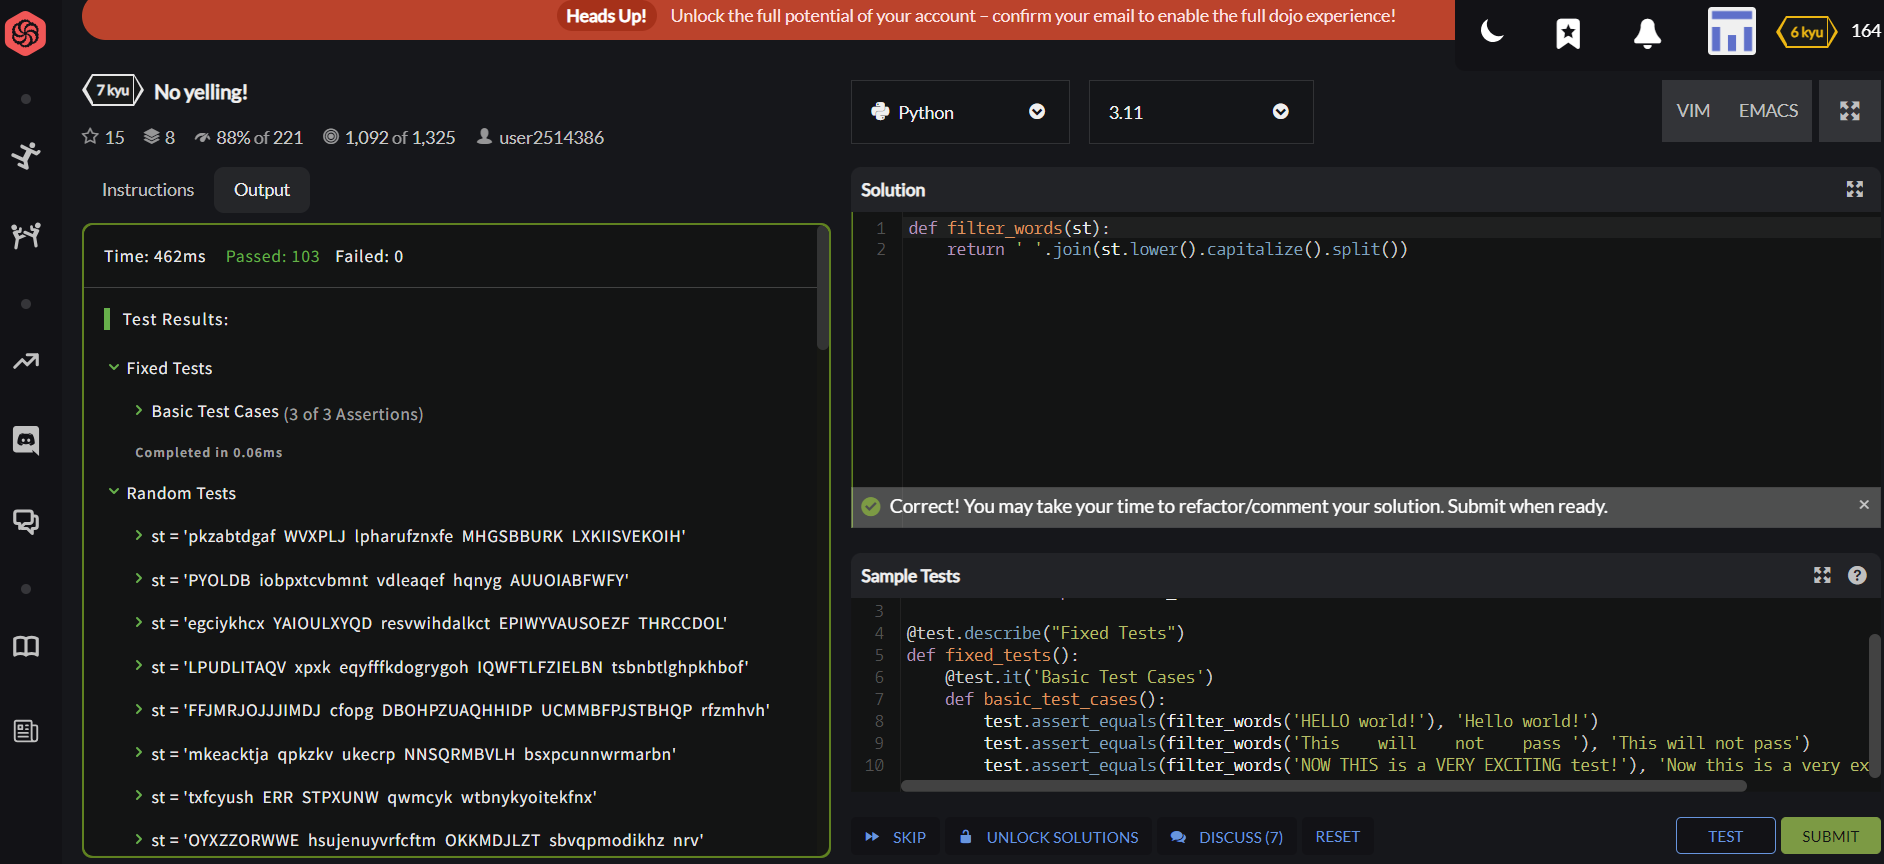 Heads Up! Unlock the full potential of your account – confirm your email to enable the full dojo experience!
6 kyu 164
7 kyu No yelling!
15 8 88% of 221 1,092 of 1,325 user2514386
Python
3.11
VIM EMACS
Instructions Output
Time: 462ms Passed: 103 Failed: 0
Test Results:
Fixed Tests
Basic Test Cases (3 of 3 Assertions)
Completed in 0.06ms
Random Tests
st = 'pkzabtdgaf WVXPLJ lpharufznxfe MHGSBBURK LXKIISVEKOIH'
st = 'PYOLDB iobpxtcvbmnt vdleaqef hqnyg AUUOIABFWFY'
st = 'egciykhcx YAIOULXYQD resvwihdalkct EPIWYVAUSOEZF THRCCDOL'
st = 'LPUDLITAQV xpxk eqyfffkdogrygoh IQWFTLFZIELBN tsbnbtlghpkhbof'
st = 'FFJMRJOJJJIMDJ cfopg DBOHPZUAQHHIDP UCMMBFPJSTBHQP rfzmhvh'
st = 'mkeacktja qpkzkv ukecrp NNSQRMBVLH bsxpcunnwrmarbn'
st = 'txfcyush ERR STPXUNW qwmcyk wtbnykyoitekfnx'
st = 'OYXZZORWWE hsujenuyvrfcftm OKKMDJLZT sbvqpmodikhz nrv'
Solution
1 def filter_words(st):
2     return ' '.join(st.lower().capitalize().split())
Correct! You may take your time to refactor/comment your solution. Submit when ready.
Sample Tests
3
4 @test.describe("Fixed Tests")
5 def fixed_tests():
6     @test.it('Basic Test Cases')
7     def basic_test_cases():
8         test.assert_equals(filter_words('HELLO world!'), 'Hello world!')
9         test.assert_equals(filter_words('This    will    not    pass '), 'This will not pass')
10         test.assert_equals(filter_words('NOW THIS is a VERY EXCITING test!'), 'Now this is a very ex
SKIP UNLOCK SOLUTIONS DISCUSS (7) RESET TEST SUBMIT